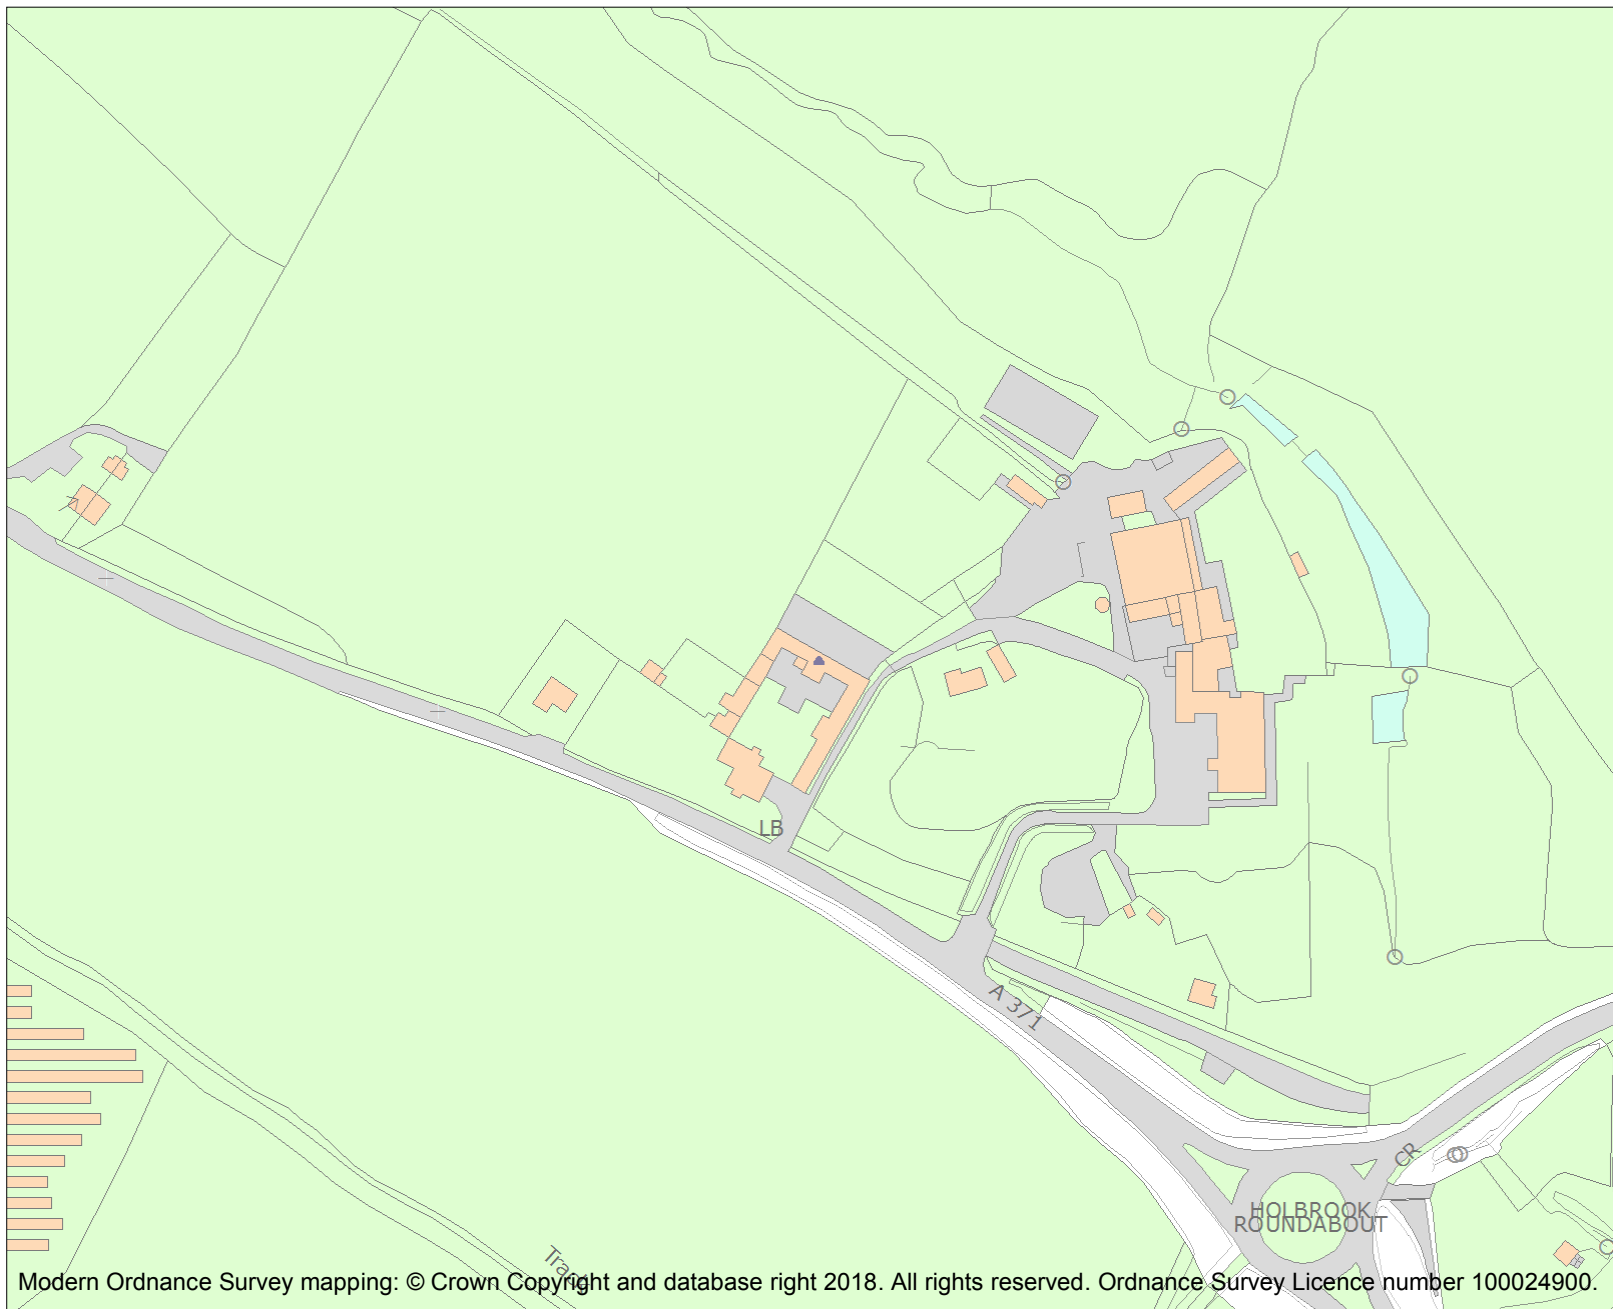 LB
A 371
CR
HOLBROOK
ROUNDABOUT
Track
Modern Ordnance Survey mapping: © Crown Copyright and database right 2018. All rights reserved. Ordnance Survey Licence number 100024900.